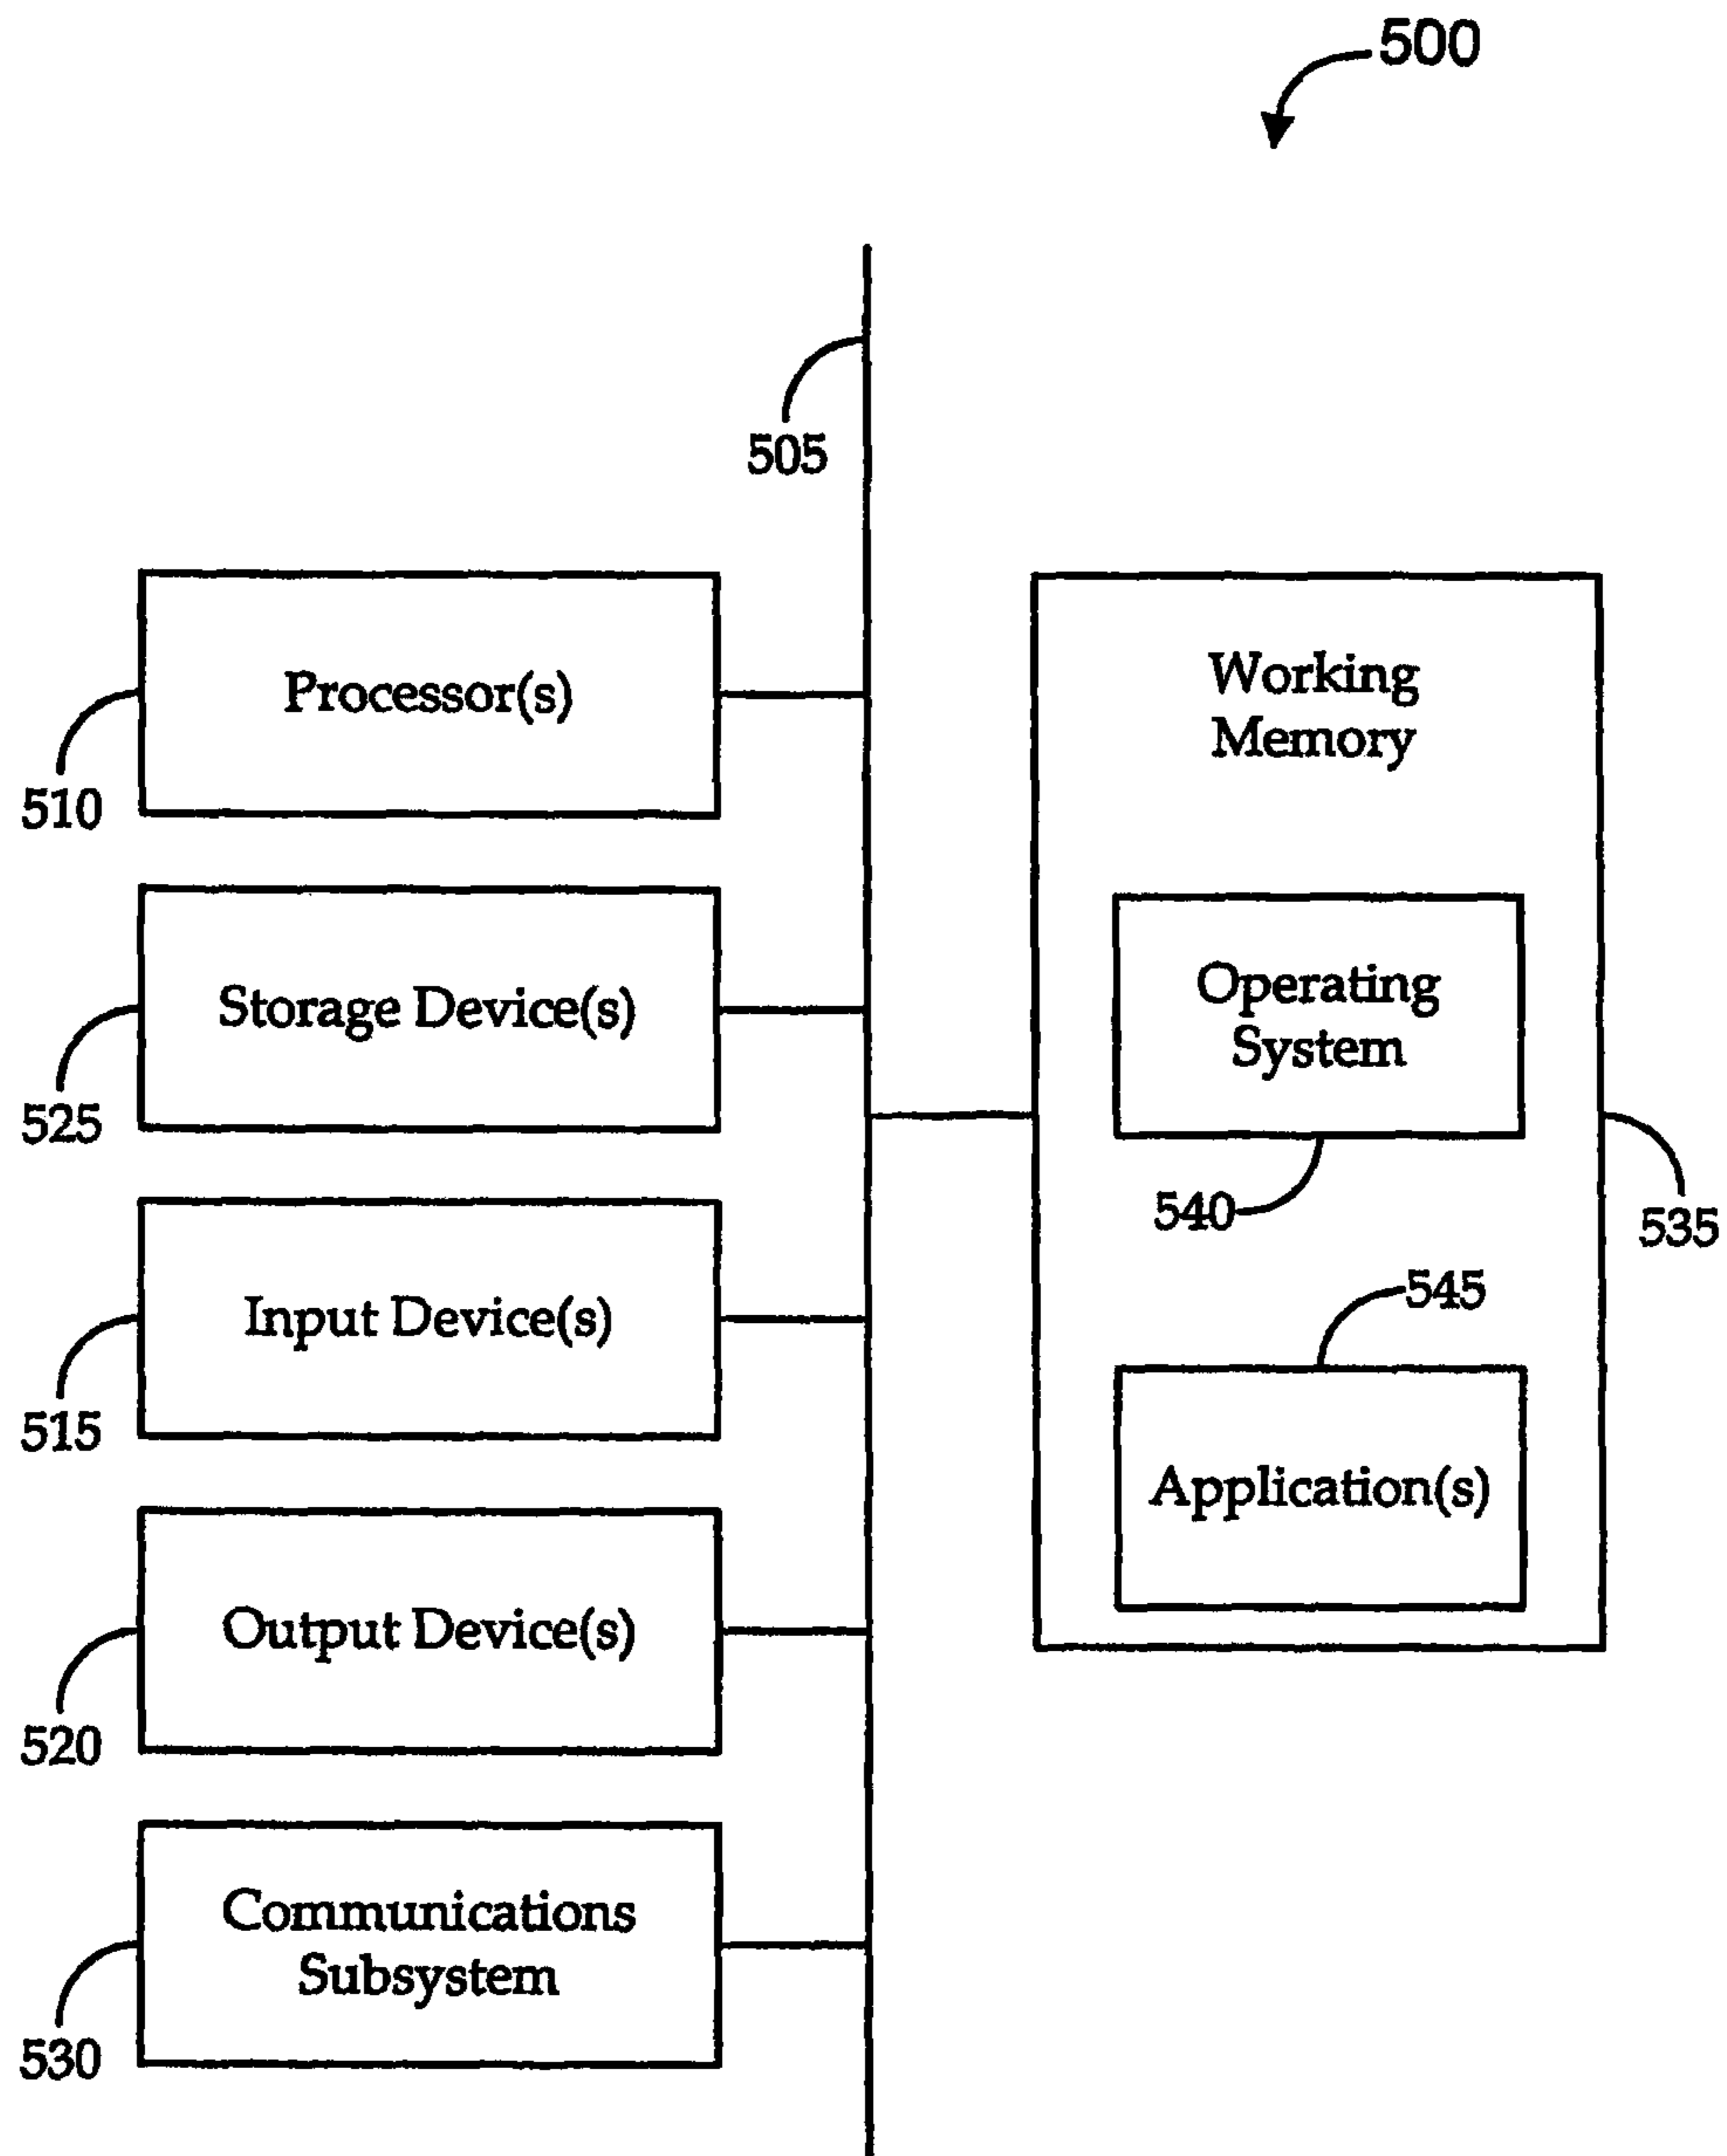 500
505
Processor(s)
510
Storage Device(s)
525
Input Device(s)
515
Output Device(s)
520
Communications
Subsystem
530
Working
Memory
Operating
System
540
535
545
Application(s)